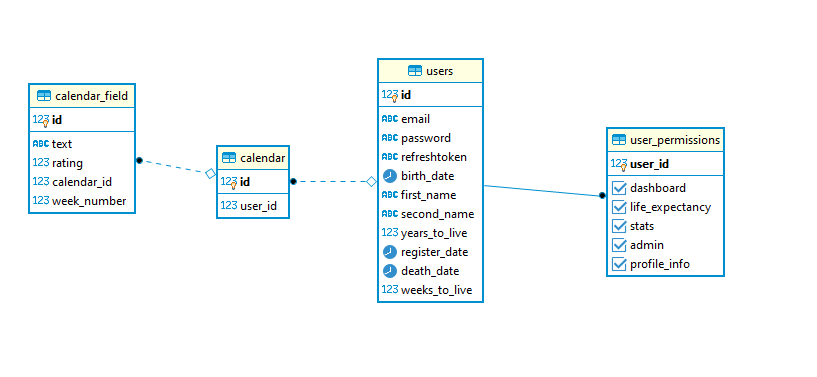 calendar_field
123 id
ABC text
123 rating
123 calendar_id
123 week_number
calendar
123 id
123 user_id
users
123 id
ABC email
ABC password
ABC refreshtoken
birth_date
ABC first_name
ABC second_name
123 years_to_live
register_date
death_date
123 weeks_to_live
user_permissions
123 user_id
dashboard
life_expectancy
stats
admin
profile_info